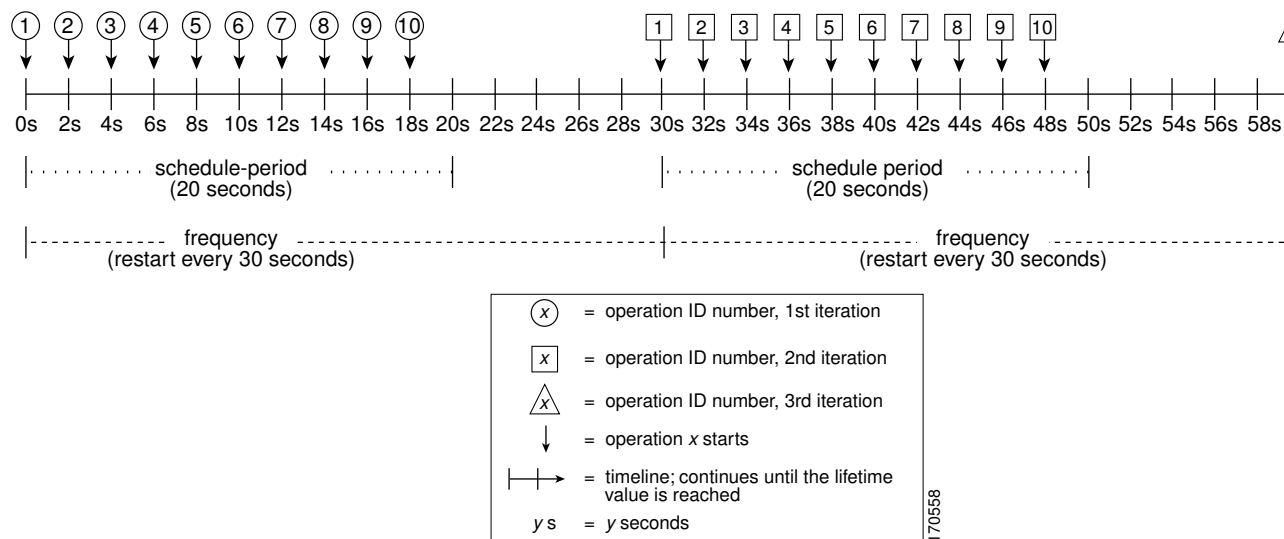 1 2 3 4 5 6 7 8 9 10 1 2 3 4 5 6 7 8 9 10
0s 2s 4s 6s 8s 10s 12s 14s 16s 18s 20s 22s 24s 26s 28s 30s 32s 34s 36s 38s 40s 42s 44s 46s 48s 50s 52s 54s 56s 58s
schedule-period schedule period
(20 seconds) (20 seconds)
frequency frequency
(restart every 30 seconds) (restart every 30 seconds)
x = operation ID number, 1st iteration
x = operation ID number, 2nd iteration
x = operation ID number, 3rd iteration
= operation x starts
= timeline; continues until the lifetime
value is reached
y s = y seconds
170558